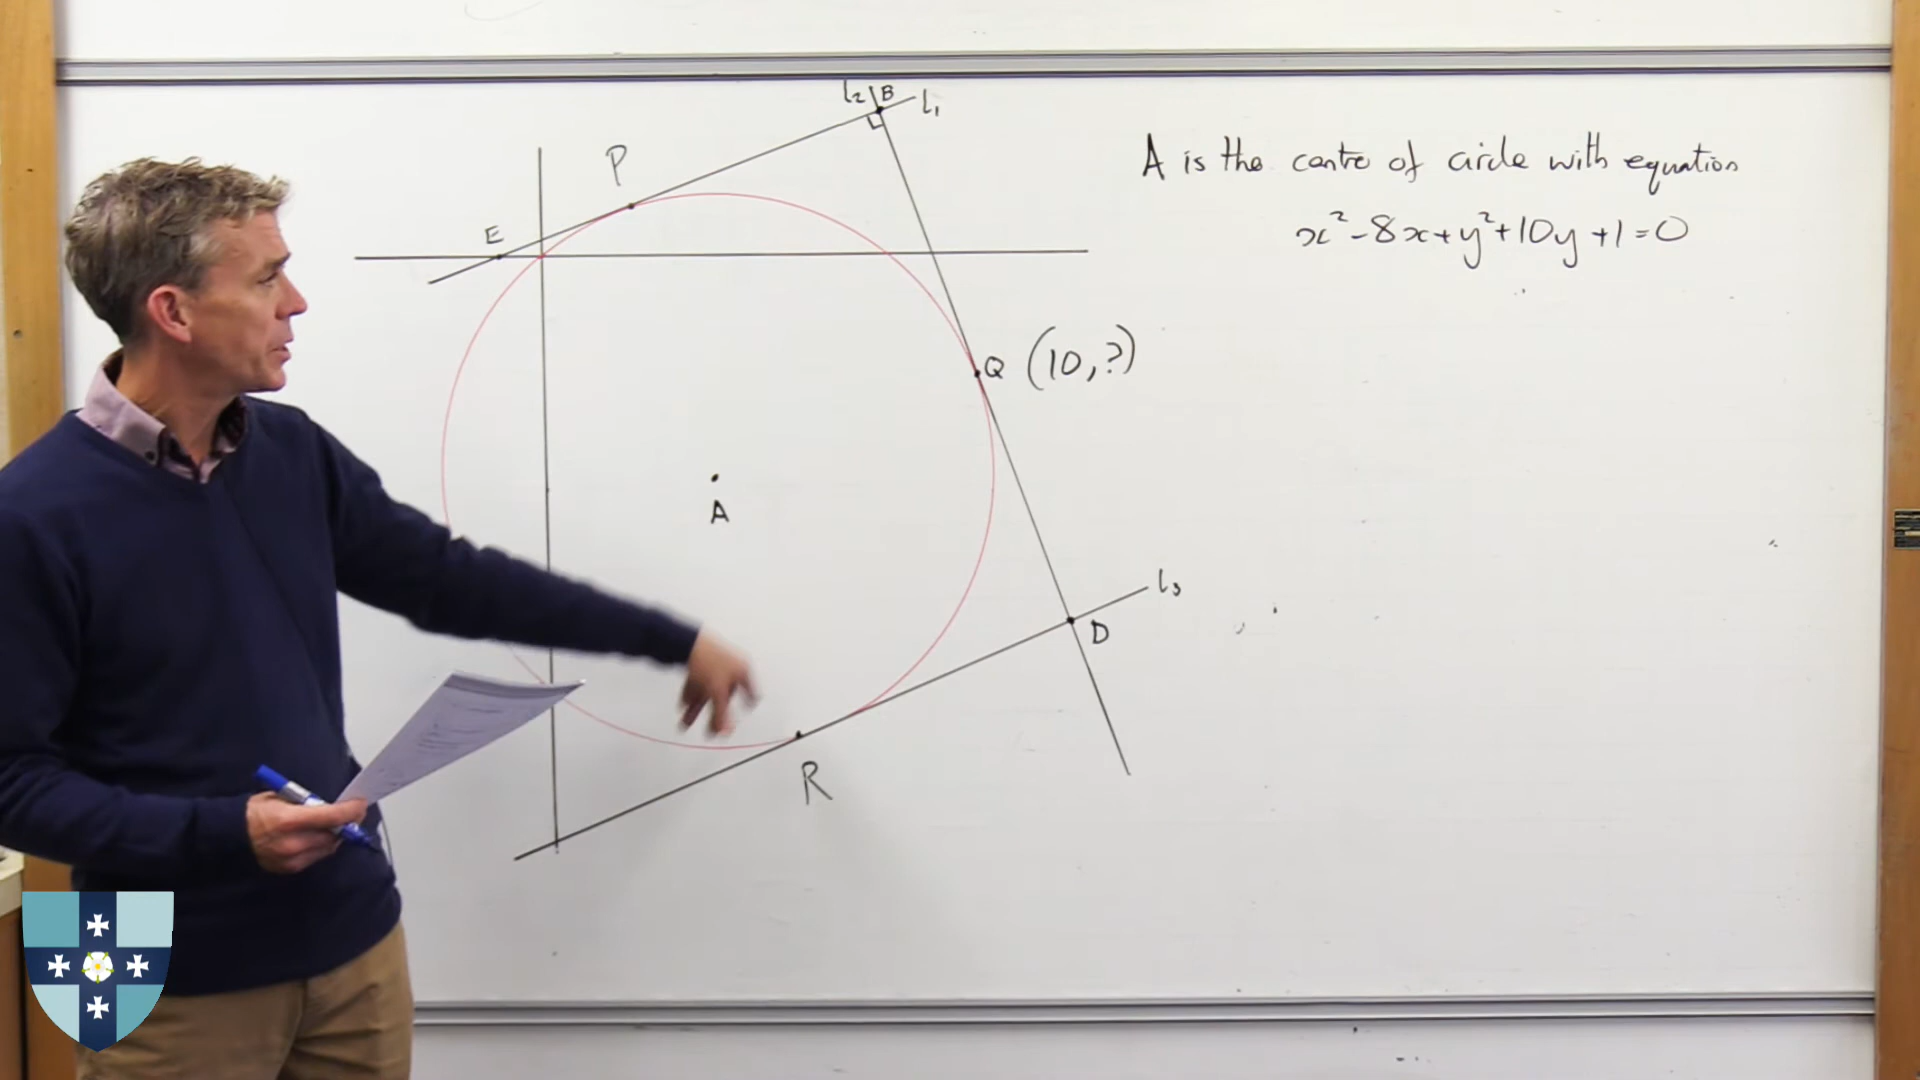 l₂ B l₁
A is the centre of circle with equation
P
x² - 8x + y² + 10y + 1 = 0
E
Q (10, ?)
A
l₃
D
R